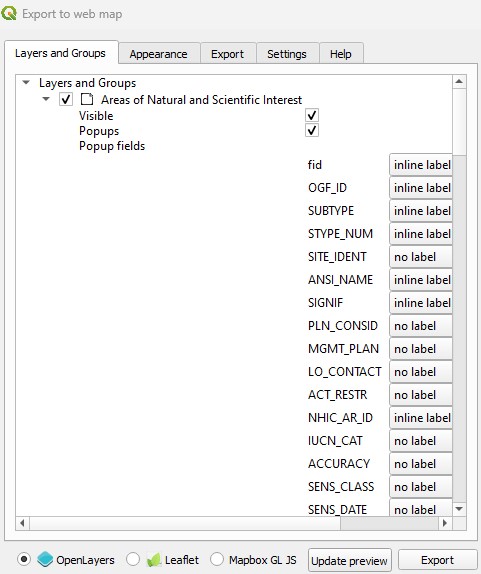 Export to web map
Layers and Groups Appearance Export Settings Help
Layers and Groups
Areas of Natural and Scientific Interest
Visible
Popups
Popup fields
fid inline label
OGF_ID inline label
SUBTYPE inline label
STYPE_NUM inline label
SITE_IDENT no label
ANSI_NAME inline label
SIGNIF inline label
PLN_CONSID no label
MGMT_PLAN no label
LO_CONTACT no label
ACT_RESTR no label
NHIC_AR_ID inline label
IUCN_CAT no label
ACCURACY no label
SENS_CLASS no label
SENS_DATE no label
OpenLayers Leaflet Mapbox GL JS Update preview Export